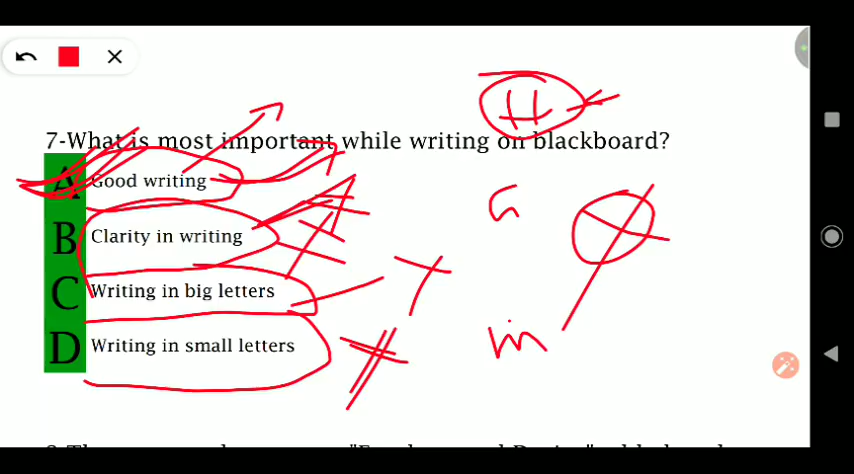 7-What is most important while writing on blackboard?
A Good writing
B Clarity in writing
C Writing in big letters
D Writing in small letters